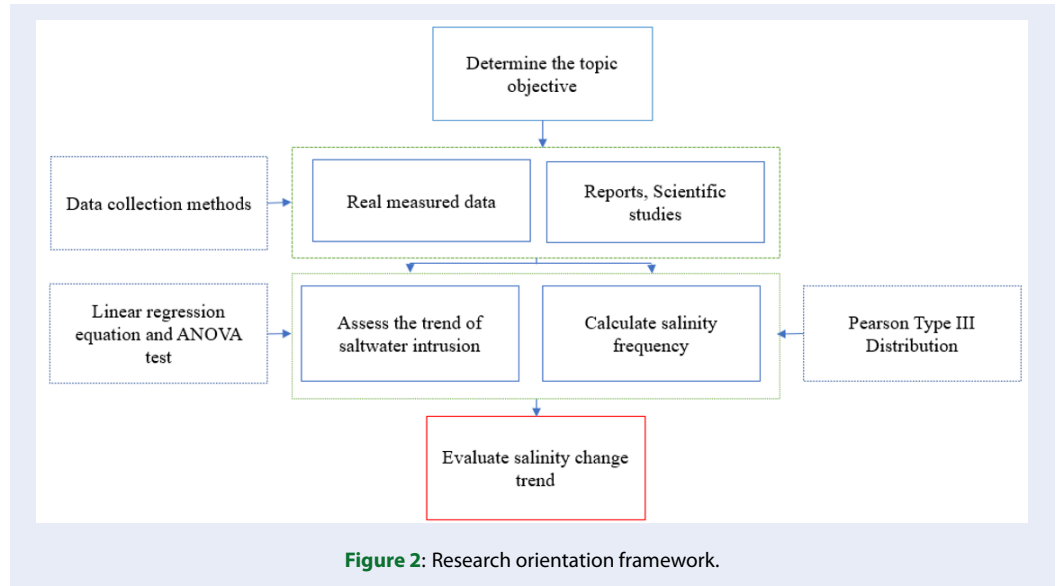 Determine the topic
objective
Data collection methods
Real measured data
Reports, Scientific
studies
Linear regression
equation and ANOVA
test
Assess the trend of
saltwater intrusion
Calculate salinity
frequency
Pearson Type III
Distribution
Evaluate salinity change
trend
Figure 2: Research orientation framework.